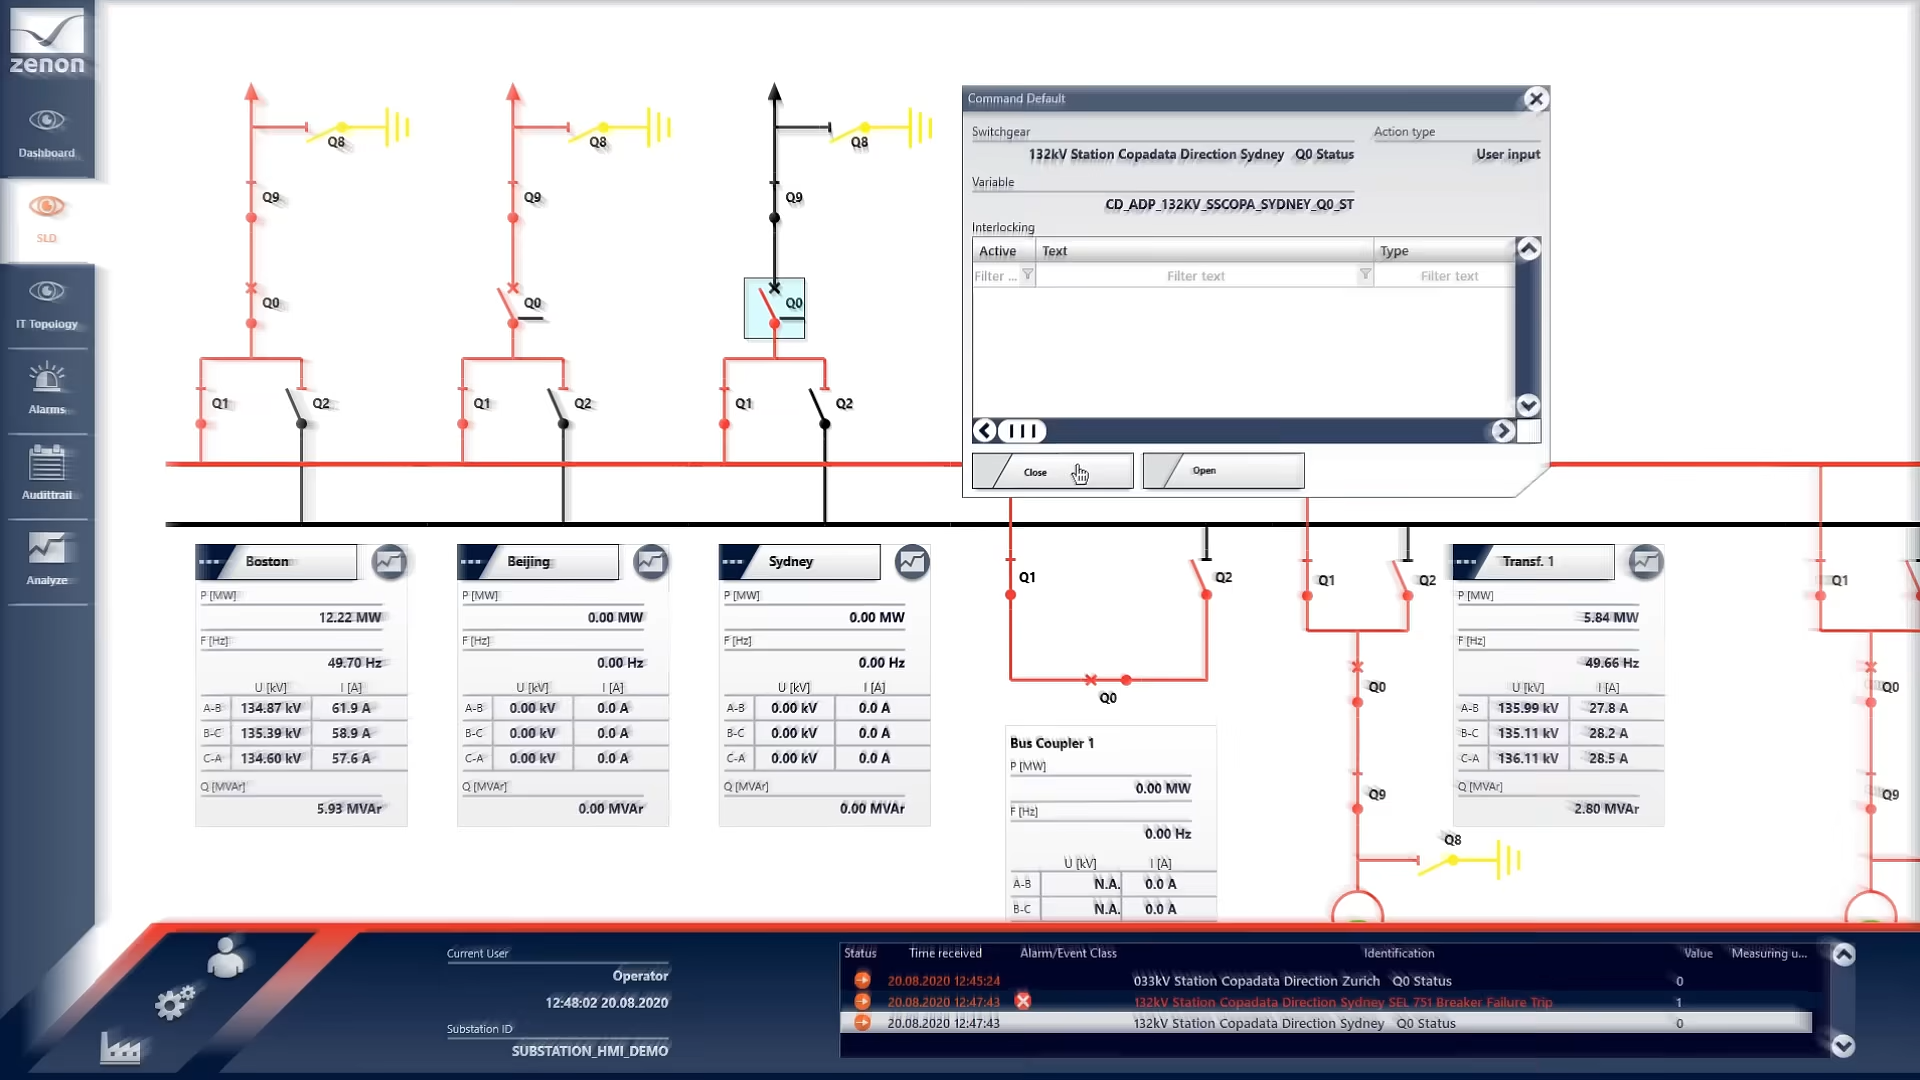 zenon
Dashboard
SLD
IT Topology
Alarms
Audittrail
Analyze
Q8
Q9
Q0
Q1
Q2
Q8
Q9
Q0
Q1
Q2
Q8
Q9
Q0
Q1
Q2
Command Default
Switchgear
Action type
132kV Station Copadata Direction Sydney Q0 Status
User input
Variable
CD_ADP_132KV_SSCOPA_SYDNEY_Q0_ST
Interlocking
Active Text Type
Filter ... Filter text Filter text
Close Open
Boston
P [MW]
12.22 MW
F [Hz]
49.70 Hz
U [kV] I [A]
A-B 134.87 kV 61.9 A
B-C 135.39 kV 58.9 A
C-A 134.60 kV 57.6 A
Q [MVAr]
5.93 MVAr
Beijing
P [MW]
0.00 MW
F [Hz]
0.00 Hz
U [kV] I [A]
A-B 0.00 kV 0.0 A
B-C 0.00 kV 0.0 A
C-A 0.00 kV 0.0 A
Q [MVAr]
0.00 MVAr
Sydney
P [MW]
0.00 MW
F [Hz]
0.00 Hz
U [kV] I [A]
A-B 0.00 kV 0.0 A
B-C 0.00 kV 0.0 A
C-A 0.00 kV 0.0 A
Q [MVAr]
0.00 MVAr
Q1
Q2
Q0
Bus Coupler 1
P [MW]
0.00 MW
F [Hz]
0.00 Hz
U [kV] I [A]
A-B N.A. 0.0 A
B-C N.A. 0.0 A
Q1
Q2
Q0
Q9
Q8
Transf. 1
P [MW]
5.84 MW
F [Hz]
49.66 Hz
U [kV] I [A]
A-B 135.99 kV 27.8 A
B-C 135.11 kV 28.2 A
C-A 136.11 kV 28.5 A
Q [MVAr]
2.80 MVAr
Q1
Q0
Q9
Current User
Operator
12:48:02 20.08.2020
Substation ID
SUBSTATION_HMI_DEMO
Status Time received Alarm/Event Class Identification Value Measuring u...
20.08.2020 12:45:24 033kV Station Copadata Direction Zurich Q0 Status 0
20.08.2020 12:47:43 132kV Station Copadata Direction Sydney SEL 751 Breaker Failure Trip 1
20.08.2020 12:47:43 132kV Station Copadata Direction Sydney Q0 Status 0